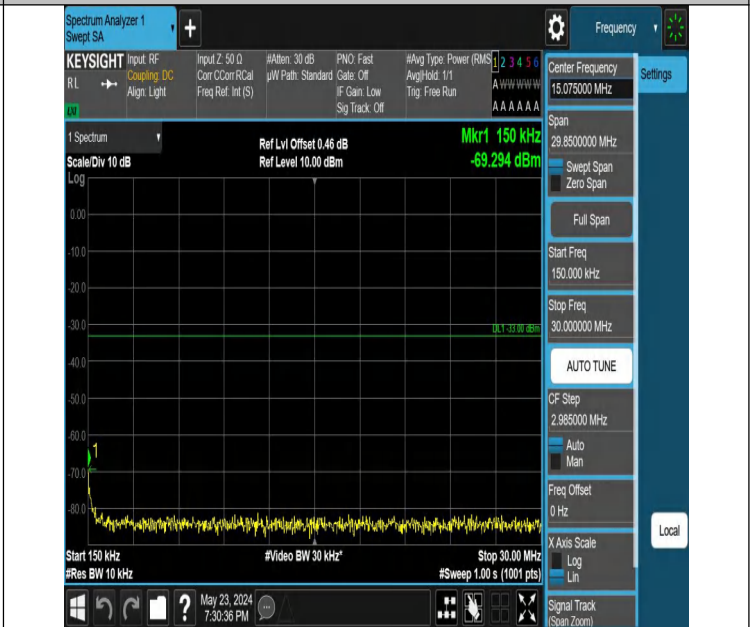 Spectrum Analyzer 1
Swept SA
Frequency
KEYSIGHT
RL
LXI
Input: RF
Coupling: DC
Align: Light
Input Z: 50 Ω
Corr CCorr RCal
Freq Ref: Int (S)
#Atten: 30 dB
µW Path: Standard
PNO: Fast
Gate: Off
IF Gain: Low
Sig Track: Off
#Avg Type: Power (RMS
Avg|Hold: 1/1
Trig: Free Run
1 2 3 4 5 6
A W W W W W
A A A A A A
1 Spectrum
Scale/Div 10 dB
Log
Ref Lvl Offset 0.46 dB
Ref Level 10.00 dBm
Mkr1 150 kHz
-69.294 dBm
0.00
-10.0
-20.0
-30.0
DL1 -33.00 dBm
-40.0
-50.0
-60.0
1
-70.0
-80.0
Start 150 kHz
#Res BW 10 kHz
#Video BW 30 kHz*
Stop 30.00 MHz
#Sweep 1.00 s (1001 pts)
?
May 23, 2024
7:30:36 PM
Center Frequency
15.075000 MHz
Settings
Span
29.8500000 MHz
Swept Span
Zero Span
Full Span
Start Freq
150.000 kHz
Stop Freq
30.000000 MHz
AUTO TUNE
CF Step
2.985000 MHz
Auto
Man
Freq Offset
0 Hz
X Axis Scale
Log
Lin
Local
Signal Track
(Span Zoom)